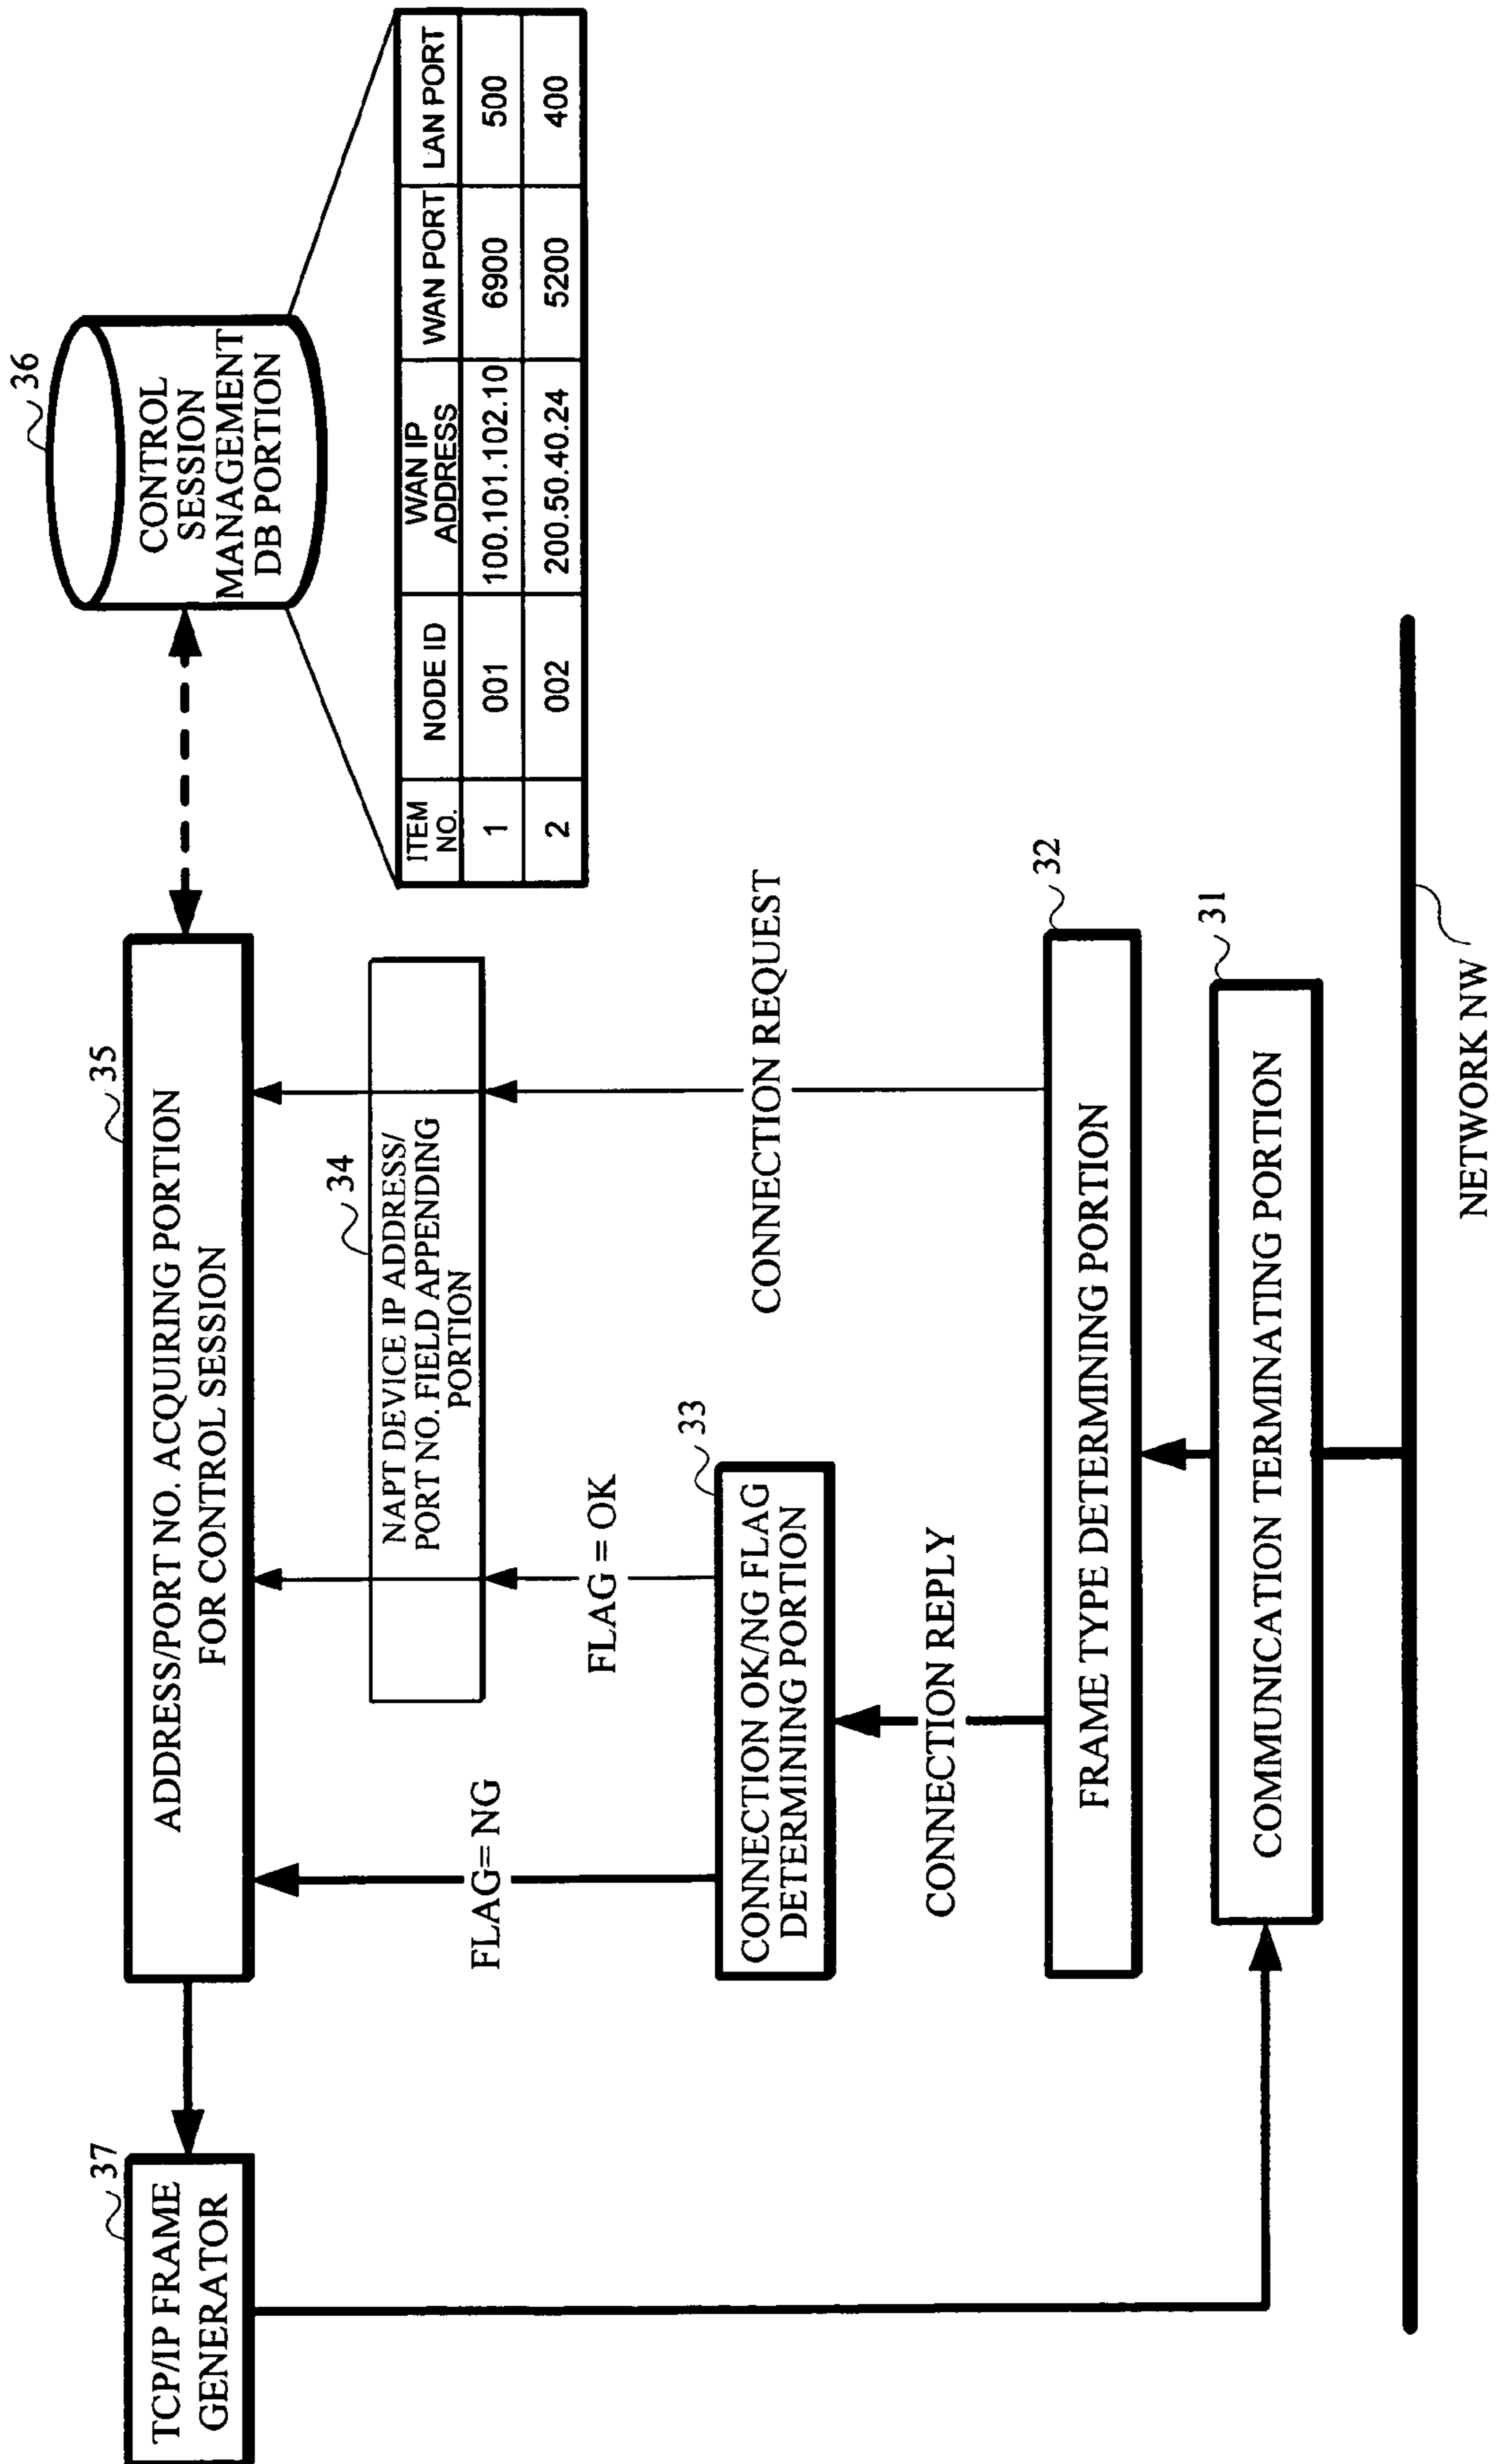 37
TCP/IP FRAME
GENERATOR
35
ADDRESS/PORT NO. ACQUIRING PORTION
FOR CONTROL SESSION
36
CONTROL
SESSION
MANAGEMENT
DB PORTION
ITEM NO. NODE ID WAN IP ADDRESS WAN PORT LAN PORT
1 001 100.101.102.10 6900 500
2 002 200.50.40.24 5200 400
34
NAPT DEVICE IP ADDRESS/
PORT NO. FIELD APPENDING
PORTION
FLAG= NG
FLAG = OK
33
CONNECTION OK/NG FLAG
DETERMINING PORTION
CONNECTION REPLY
CONNECTION REQUEST
32
FRAME TYPE DETERMINING PORTION
31
COMMUNICATION TERMINATING PORTION
NETWORK NW